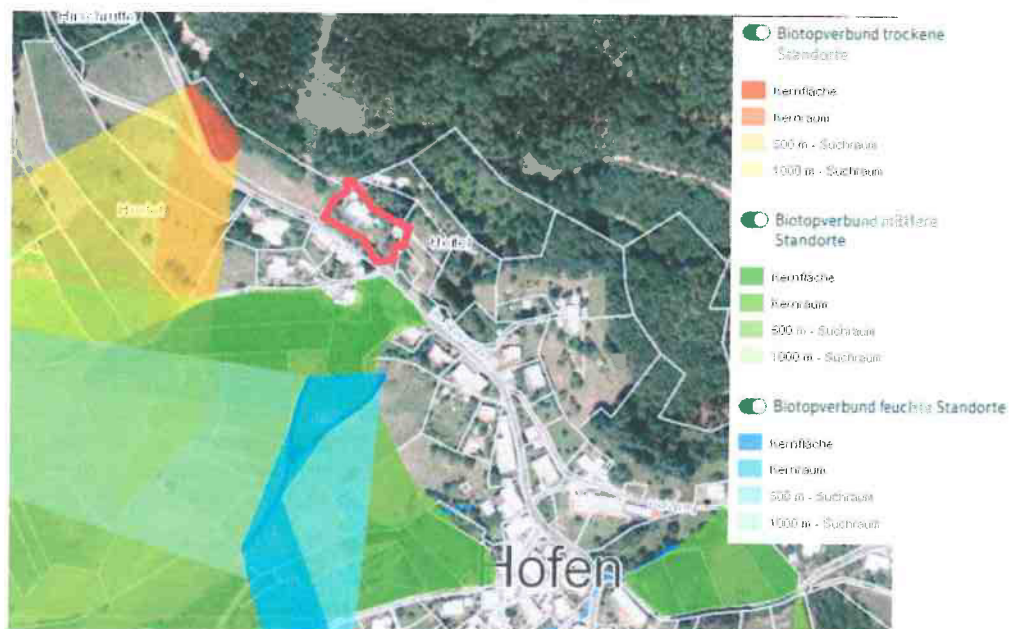 Biotopverbund trockene
Standorte
Kernfläche
Kernraum
500 m - Suchraum
1000 m - Suchraum
Biotopverbund mittlere
Standorte
Kernfläche
Kernraum
500 m - Suchraum
1000 m - Suchraum
Biotopverbund feuchte Standorte
Kernfläche
Kernraum
500 m - Suchraum
1000 m - Suchraum
Hofen